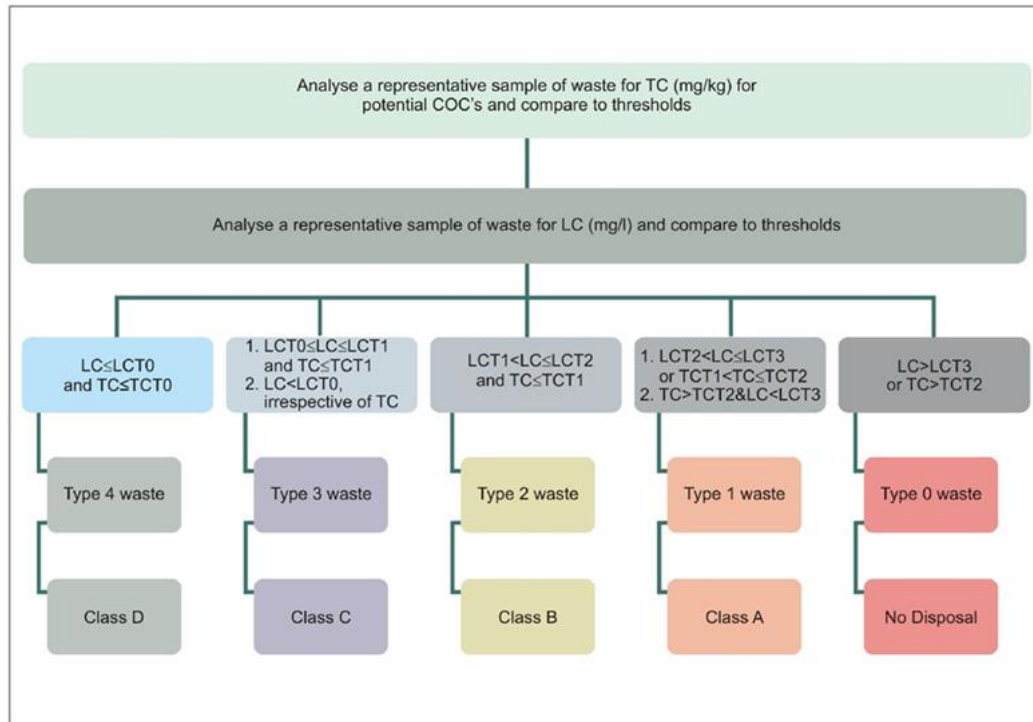 Analyse a representative sample of waste for TC (mg/kg) for
potential COC's and compare to thresholds
Analyse a representative sample of waste for LC (mg/l) and compare to thresholds
LC≤LCT0
and TC≤TCT0
1. LCT0≤LC≤LCT1
and TC≤TCT1
2. LC<LCT0,
irrespective of TC
LCT1<LC≤LCT2
and TC≤TCT1
1. LCT2<LC≤LCT3
or TCT1<TC≤TCT2
2. TC>TCT2&LC<LCT3
LC>LCT3
or TC>TCT2
Type 4 waste
Type 3 waste
Type 2 waste
Type 1 waste
Type 0 waste
Class D
Class C
Class B
Class A
No Disposal